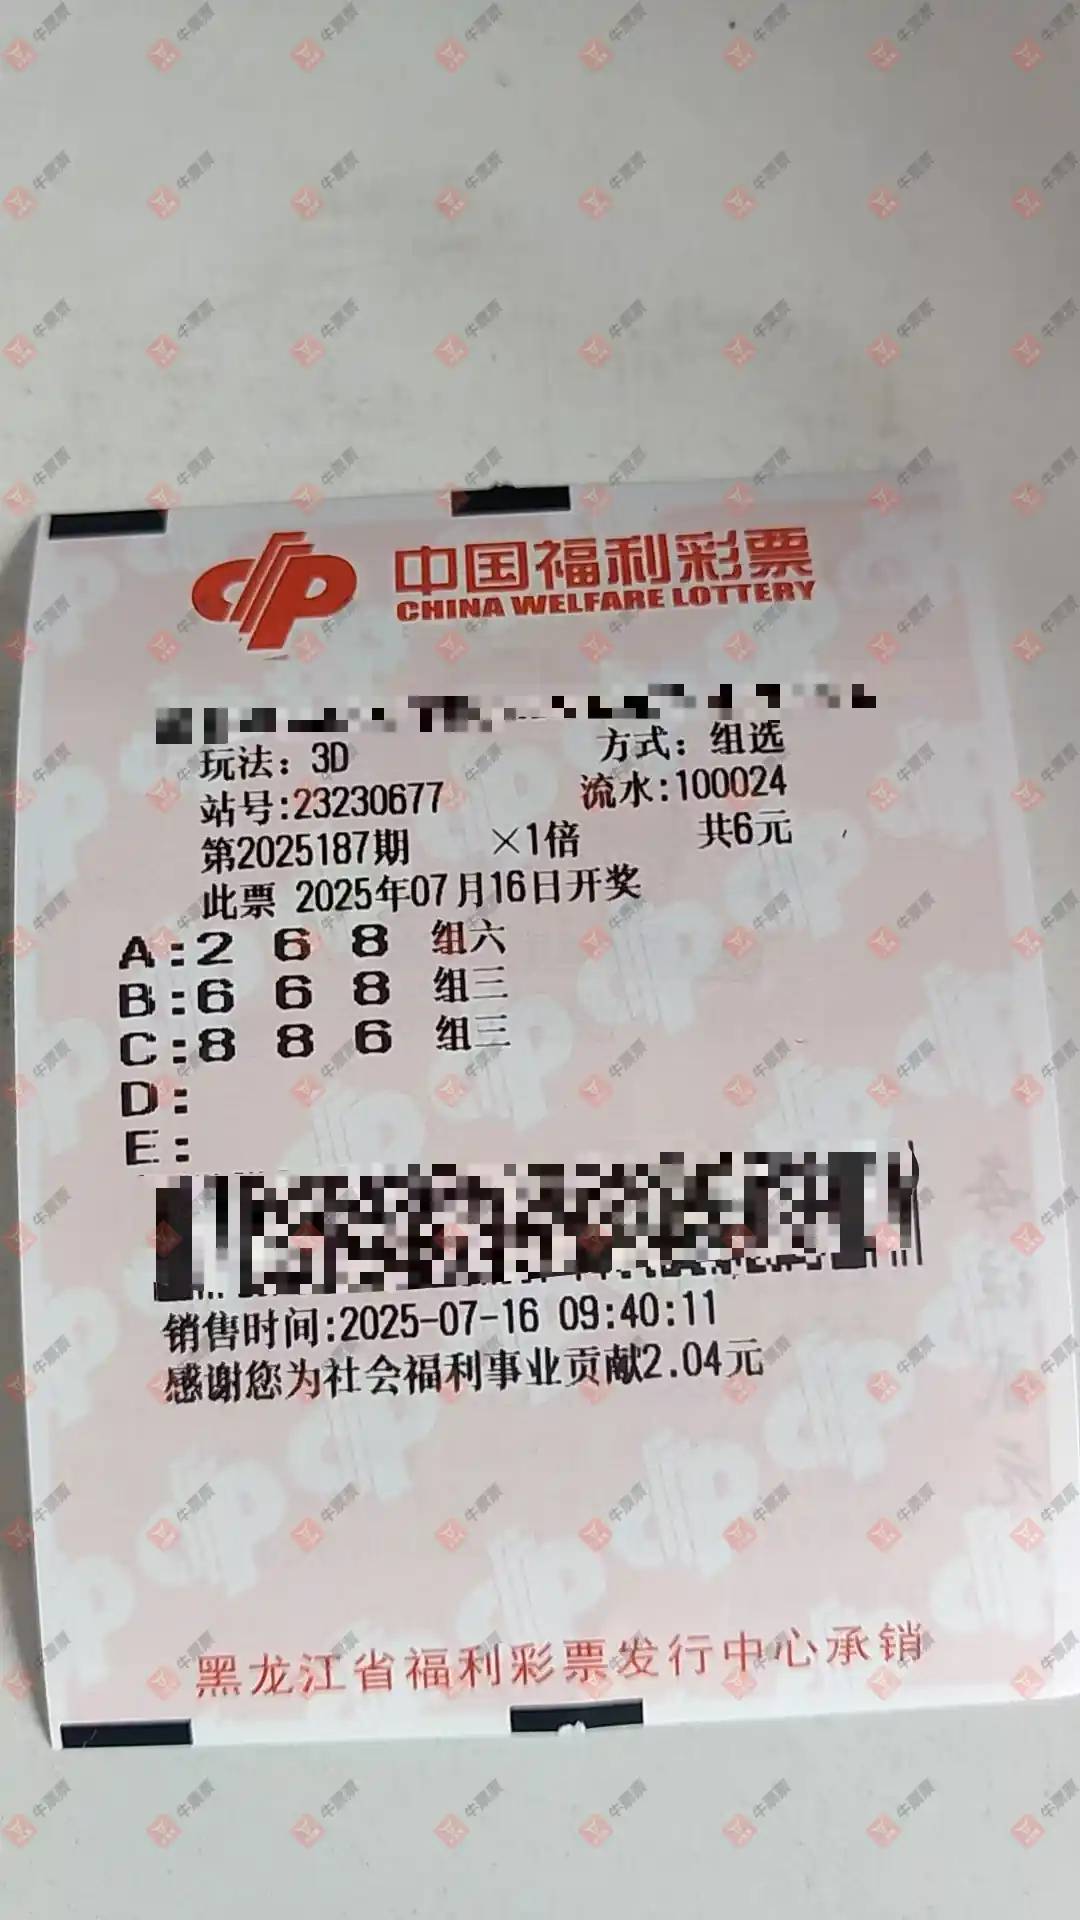 中国福利彩票
CHINA WELFARE LOTTERY
玩法：3D 方式：组选
站号:23230677 流水:100024
第2025187期 ×1倍 共6元
此票 2025年07月16日开奖
A:2 6 8 组六
B:6 6 8 组三
C:8 8 6 组三
D:
E:
销售时间:2025-07-16 09:40:11
感谢您为社会福利事业贡献2.04元
黑龙江省福利彩票发行中心承销
牛票票